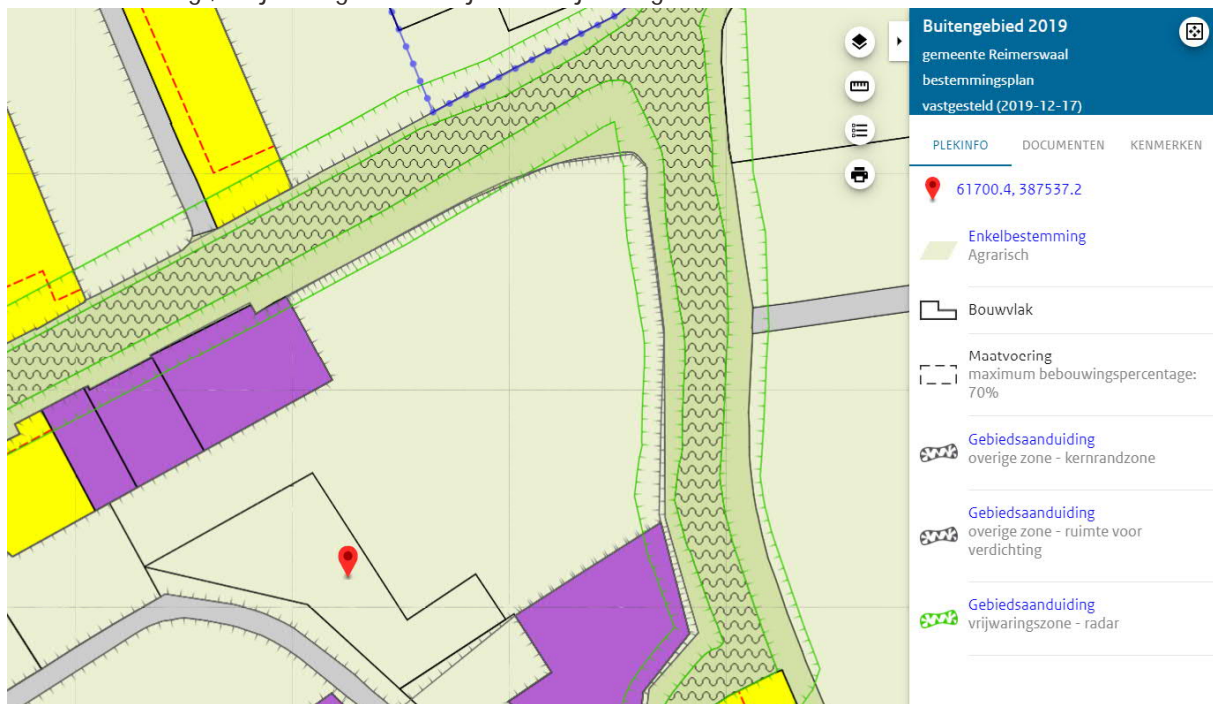 Buitengebied 2019
gemeente Reimerswaal
bestemmingsplan
vastgesteld (2019-12-17)
PLEKINFO DOCUMENTEN KENMERKEN
61700.4, 387537.2
Enkelbestemming
Agrarisch
Bouwvlak
Maatvoering
maximum bebouwingspercentage:
70%
Gebiedsaanduiding
overige zone - kernrandzone
Gebiedsaanduiding
overige zone - ruimte voor
verdichting
Gebiedsaanduiding
vrijwaringszone - radar